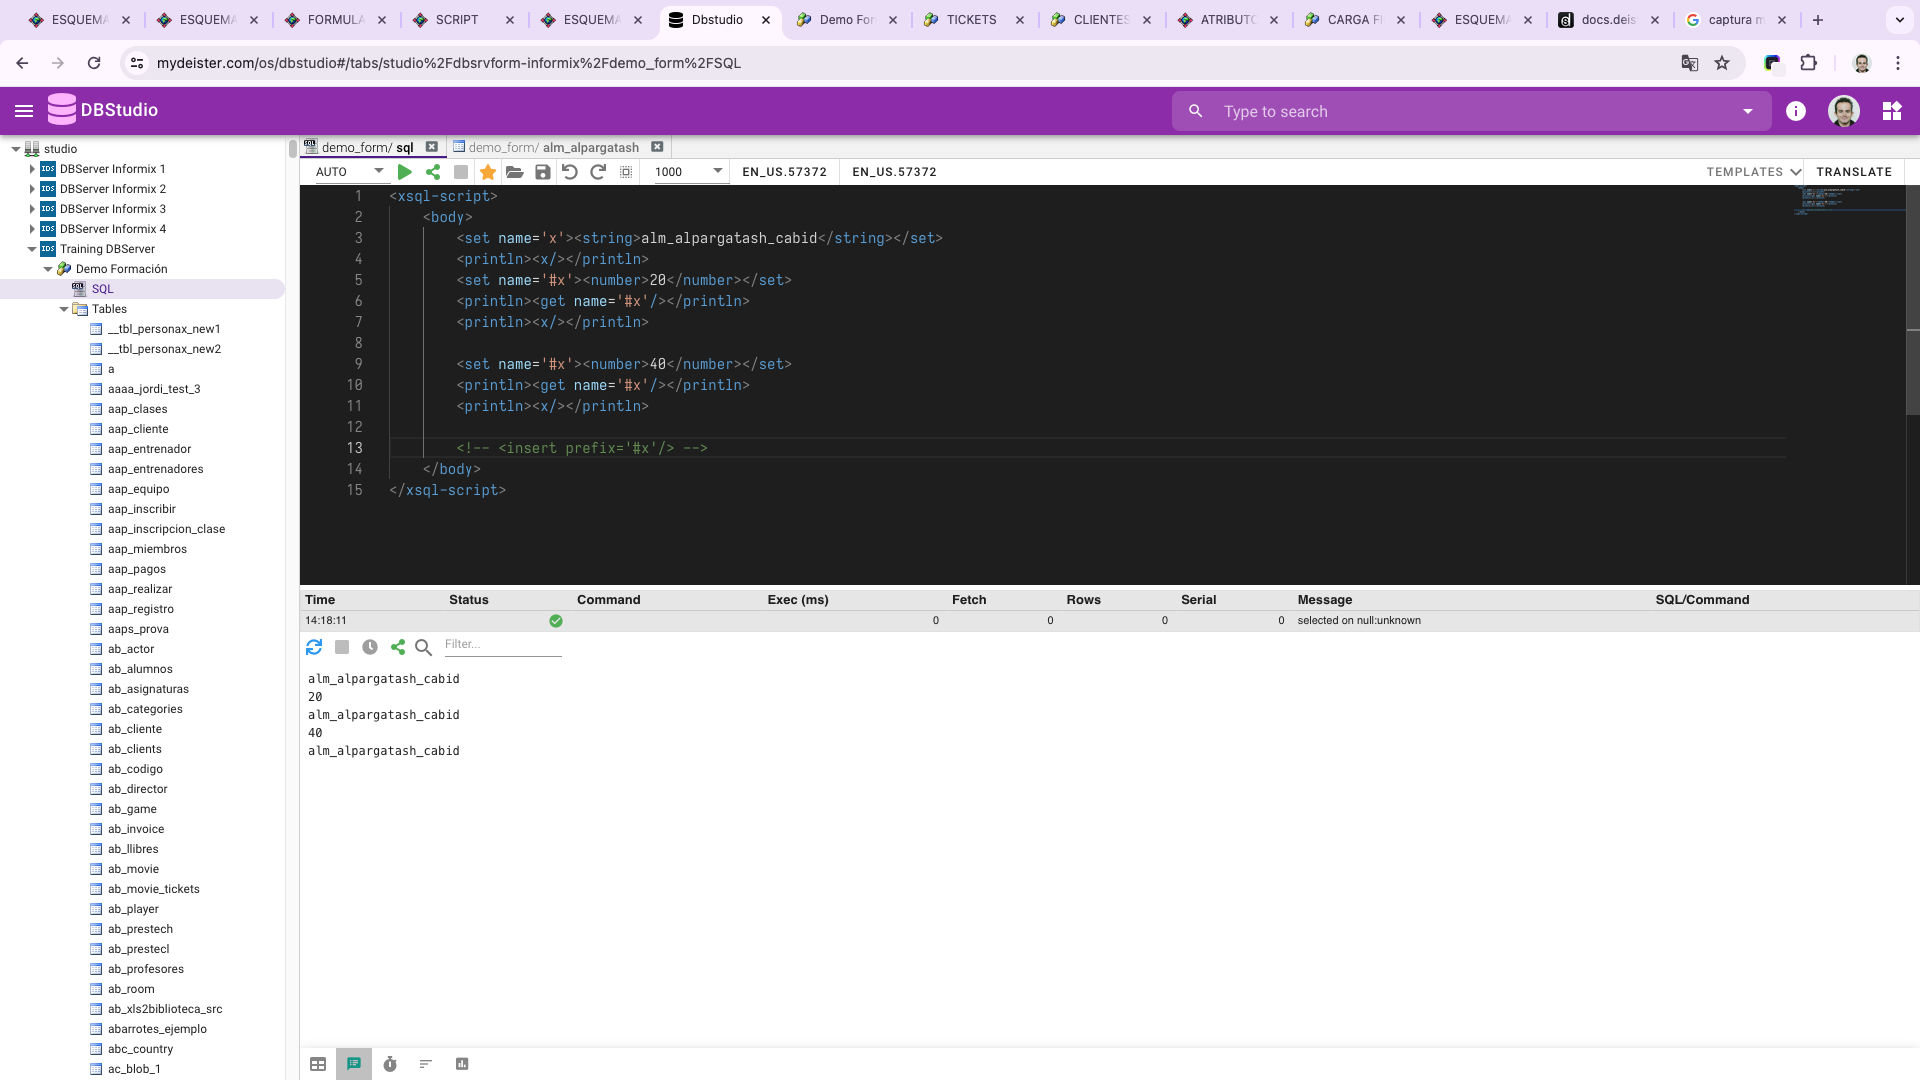 ESQUEMA
ESQUEMA
FORMULA
SCRIPT
ESQUEMA
Dbstudio
Demo For
TICKETS
CLIENTES
ATRIBUTO
CARGA F
ESQUEMA
docs.deis
captura m
mydeister.com/os/dbstudio#/tabs/studio%2Fdbsrvform-informix%2Fdemo_form%2FSQL
DBStudio
Type to search
studio
DBServer Informix 1
DBServer Informix 2
DBServer Informix 3
DBServer Informix 4
Training DBServer
Demo Formación
SQL
Tables
__tbl_personax_new1
__tbl_personax_new2
a
aaaa_jordi_test_3
aap_clases
aap_cliente
aap_entrenador
aap_entrenadores
aap_equipo
aap_inscribir
aap_inscripcion_clase
aap_miembros
aap_pagos
aap_realizar
aap_registro
aaps_prova
ab_actor
ab_alumnos
ab_asignaturas
ab_categories
ab_cliente
ab_clients
ab_codigo
ab_director
ab_game
ab_invoice
ab_llibres
ab_movie
ab_movie_tickets
ab_player
ab_prestech
ab_prestecl
ab_profesores
ab_room
ab_xls2biblioteca_src
abarrotes_ejemplo
abc_country
ac_blob_1
demo_form/ sql
demo_form/ alm_alpargatash
AUTO
1000
EN_US.57372
EN_US.57372
TEMPLATES
TRANSLATE
1 <xsql-script>
2 <body>
3 <set name='x'><string>alm_alpargatash_cabid</string></set>
4 <println><x/></println>
5 <set name='#x'><number>20</number></set>
6 <println><get name='#x'/></println>
7 <println><x/></println>
8
9 <set name='#x'><number>40</number></set>
10 <println><get name='#x'/></println>
11 <println><x/></println>
12
13 <!-- <insert prefix='#x'/> -->
14 </body>
15 </xsql-script>
Time Status Command Exec (ms) Fetch Rows Serial Message SQL/Command
14:18:11 0 0 0 0 selected on null:unknown
Filter...
alm_alpargatash_cabid
20
alm_alpargatash_cabid
40
alm_alpargatash_cabid